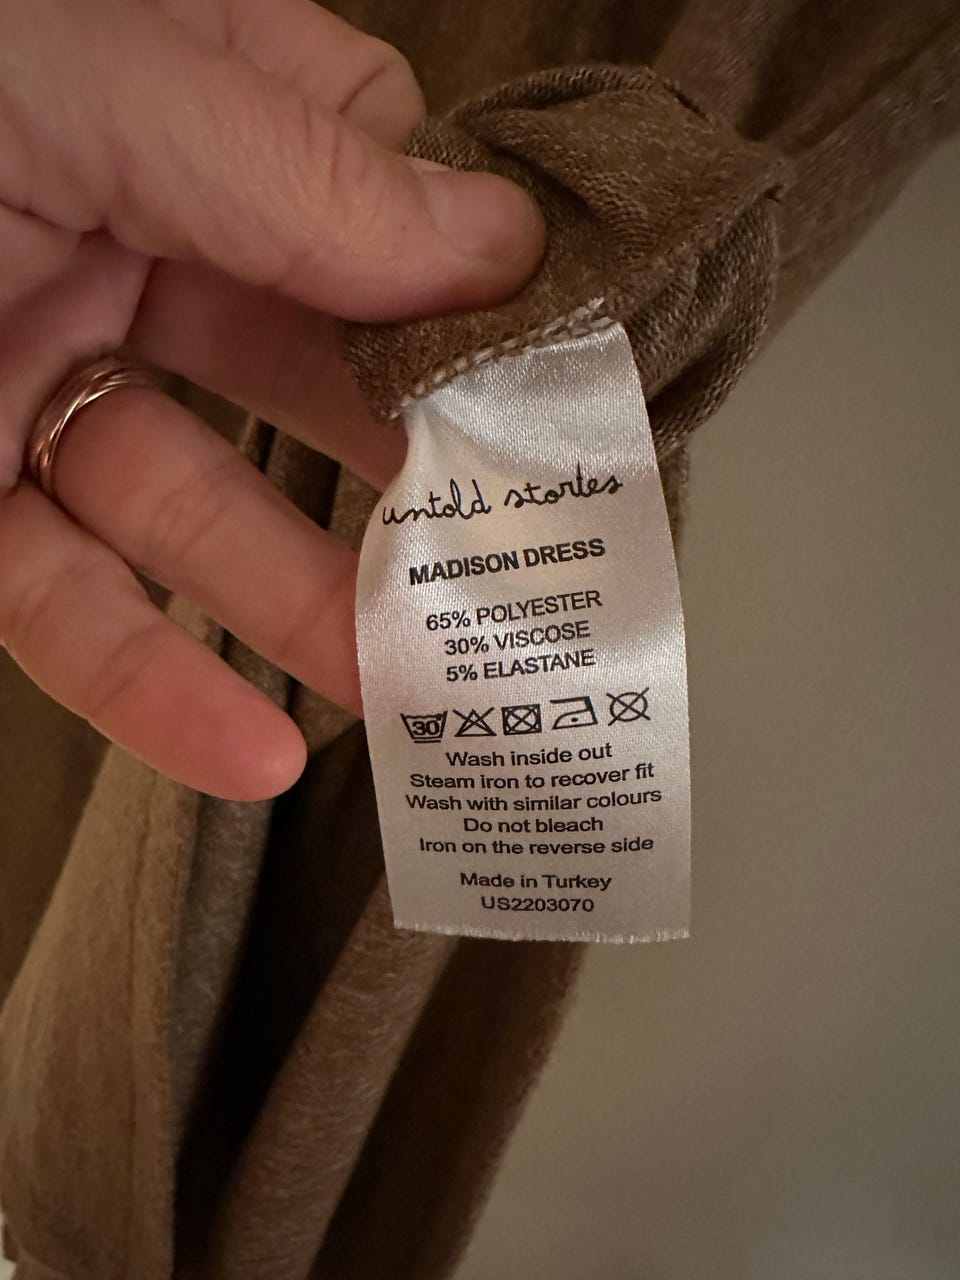 untold stories
MADISON DRESS
65% POLYESTER
30% VISCOSE
5% ELASTANE
30
Wash inside out
Steam iron to recover fit
Wash with similar colours
Do not bleach
Iron on the reverse side
Made in Turkey
US2203070